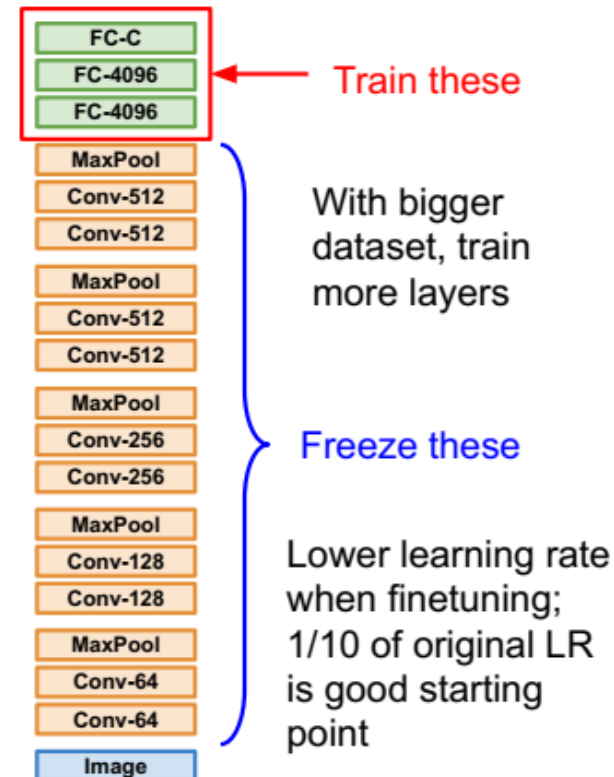 FC-C
FC-4096
FC-4096
Train these
MaxPool
Conv-512
Conv-512
With bigger
dataset, train
more layers
MaxPool
Conv-512
Conv-512
MaxPool
Conv-256
Conv-256
Freeze these
MaxPool
Conv-128
Conv-128
Lower learning rate
when finetuning;
1/10 of original LR
is good starting
point
MaxPool
Conv-64
Conv-64
Image